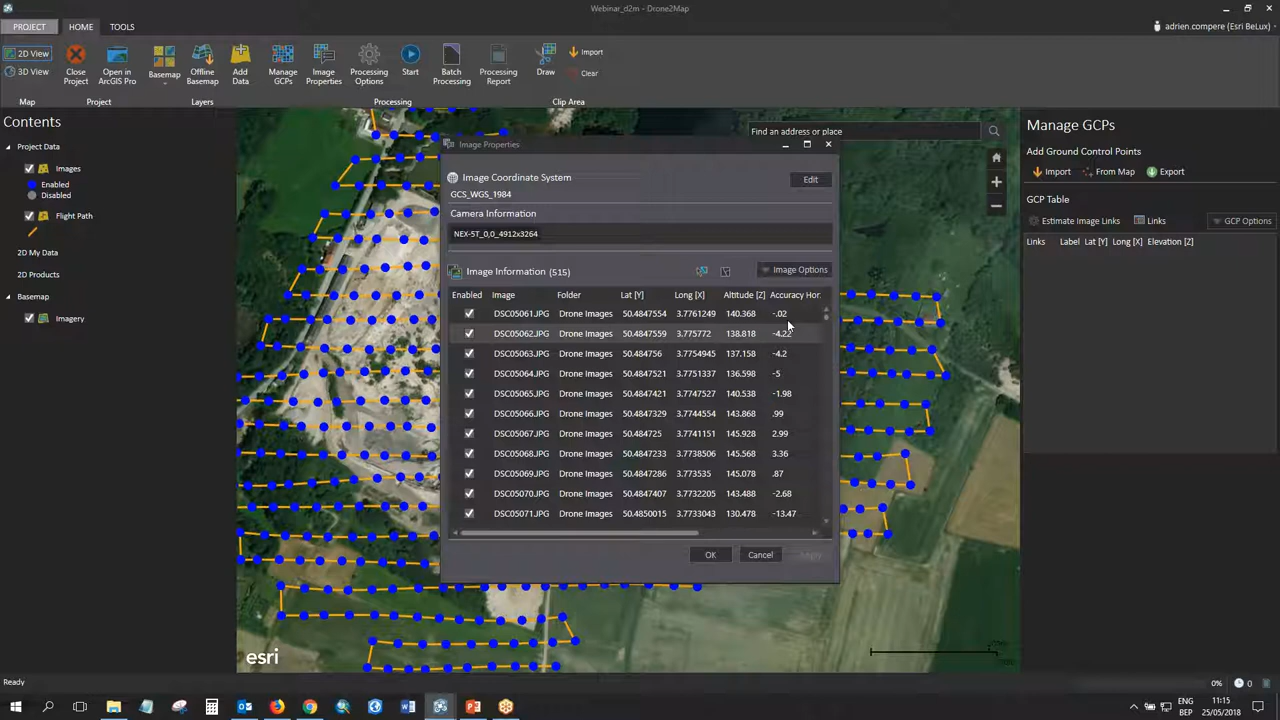 Webinar_d2m - Drone2Map
PROJECT HOME TOOLS
adrien.compere (Esri BeLux)
2D View
3D View
Close Project
Open in ArcGIS Pro
Basemap
Offline Basemap
Add Data
Manage GCPs
Image Properties
Processing Options
Start
Batch Processing
Processing Report
Draw
Import
Clear
Map Project Layers Processing Clip Area
Contents
Project Data
Images
Enabled
Disabled
Flight Path
2D My Data
2D Products
Basemap
Imagery
Find an address or place
Image Properties
Image Coordinate System
Edit
GCS_WGS_1984
Camera Information
NEX-5T_0,0_4912x3264
Image Information (515)
Image Options
Enabled Image Folder Lat [Y] Long [X] Altitude [Z] Accuracy Hor
DSC05061.JPG Drone Images 50.4847554 3.7761249 140.368 -.02
DSC05062.JPG Drone Images 50.4847559 3.775772 138.818 -4.22
DSC05063.JPG Drone Images 50.484756 3.7754945 137.158 -4.2
DSC05064.JPG Drone Images 50.4847521 3.7751337 136.598 -5
DSC05065.JPG Drone Images 50.4847421 3.7747527 140.538 -1.98
DSC05066.JPG Drone Images 50.4847329 3.7744554 143.868 .99
DSC05067.JPG Drone Images 50.484725 3.7741151 145.928 2.99
DSC05068.JPG Drone Images 50.4847233 3.7738506 145.568 3.36
DSC05069.JPG Drone Images 50.4847286 3.773535 145.078 .87
DSC05070.JPG Drone Images 50.4847407 3.7732205 143.488 -2.68
DSC05071.JPG Drone Images 50.4850015 3.7733043 130.478 -13.47
OK Cancel Apply
Manage GCPs
Add Ground Control Points
Import From Map Export
GCP Table
Estimate Image Links Links GCP Options
Links Label Lat [Y] Long [X] Elevation [Z]
esri
Ready
0% 0
ENG
BEP
11:15
25/05/2018